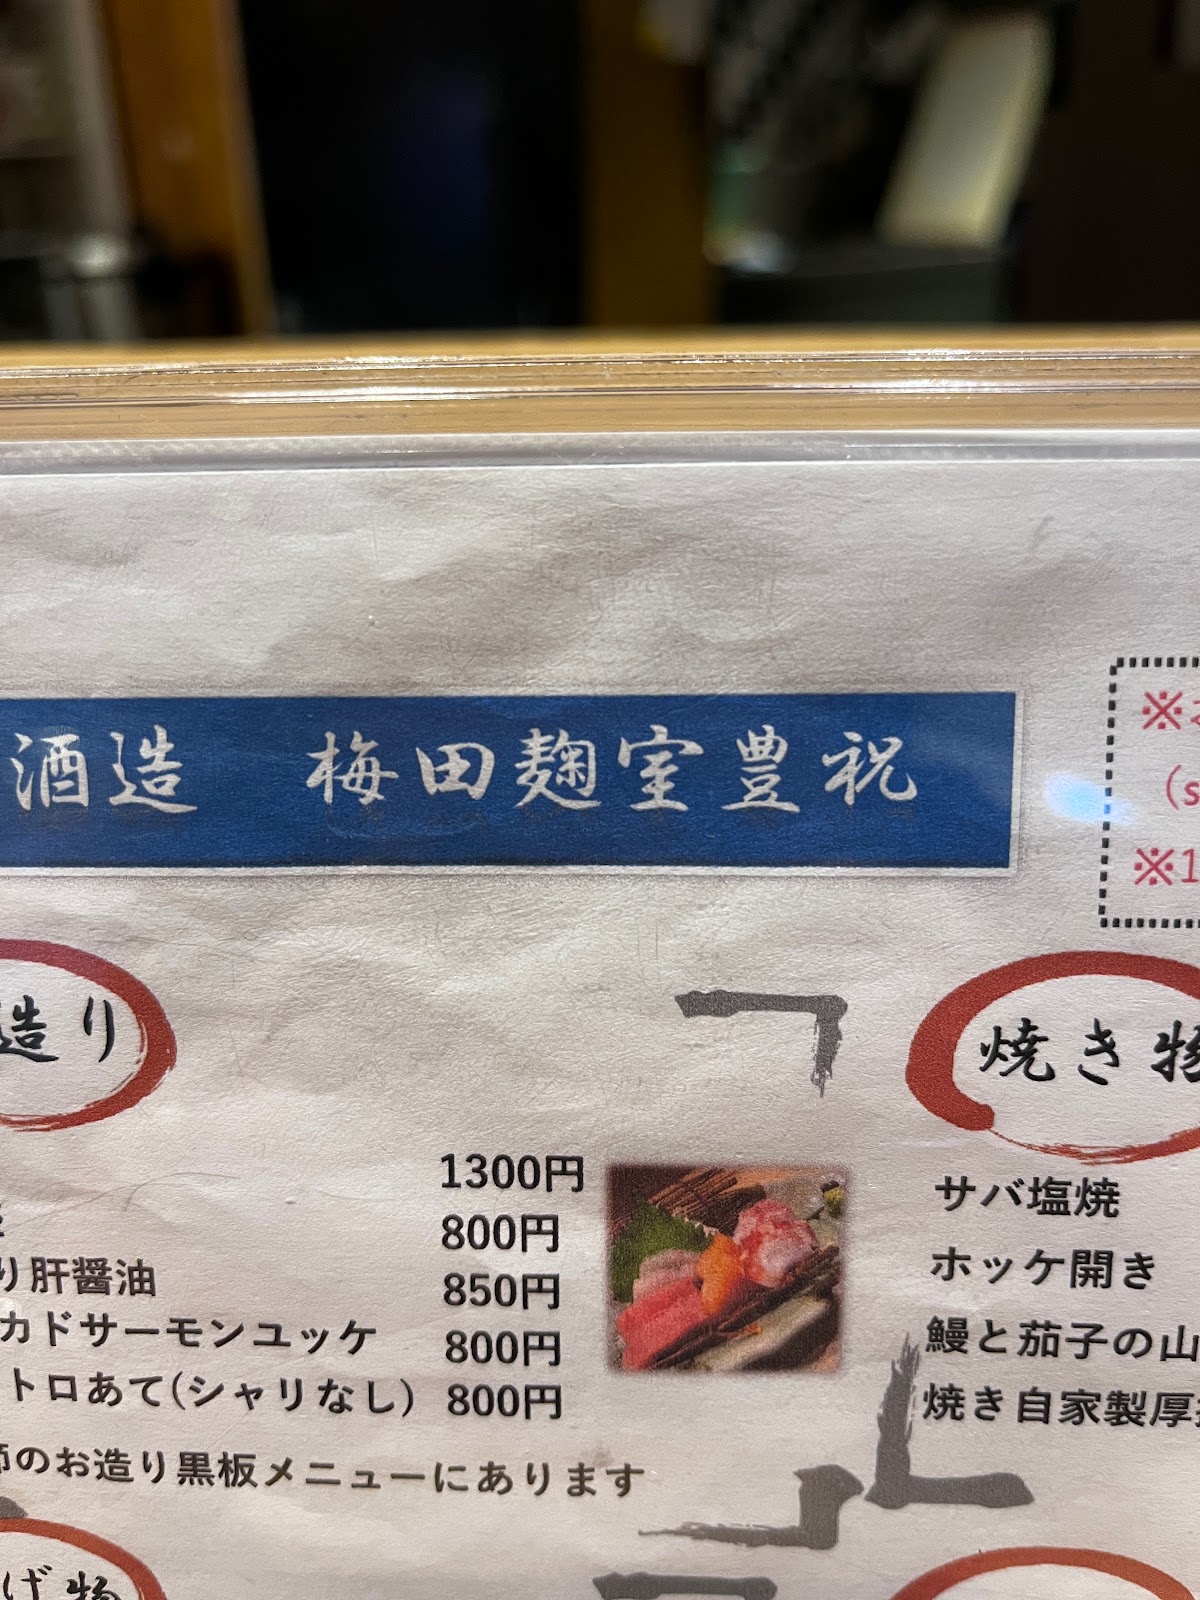 酒造 梅田麹室豊祝
※
(s
※1
造り
焼き物
1300円
800円
り肝醤油 850円
カドサーモンユッケ 800円
トロあて(シャリなし) 800円
節のお造り黒板メニューにあります
サバ塩焼
ホッケ開き
鰻と茄子の山
焼き自家製厚
げ物